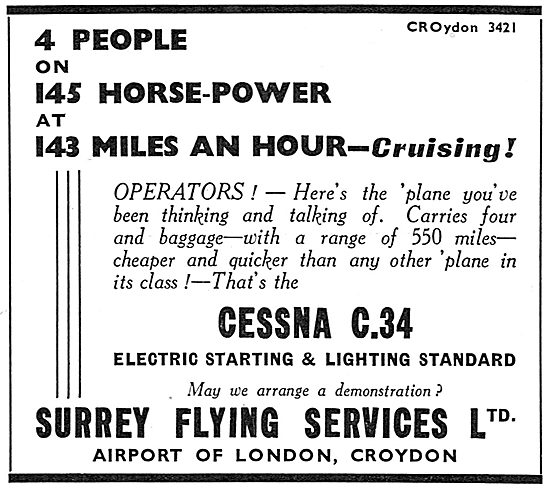 CROydon 3421
4 PEOPLE
ON
145 HORSE-POWER
AT
143 MILES AN HOUR—Cruising!
OPERATORS! — Here's the 'plane you've
been thinking and talking of. Carries four
and baggage—with a range of 550 miles—
cheaper and quicker than any other 'plane in
its class!—That's the
CESSNA C.34
ELECTRIC STARTING & LIGHTING STANDARD
May we arrange a demonstration?
SURREY FLYING SERVICES LTD.
AIRPORT OF LONDON, CROYDON